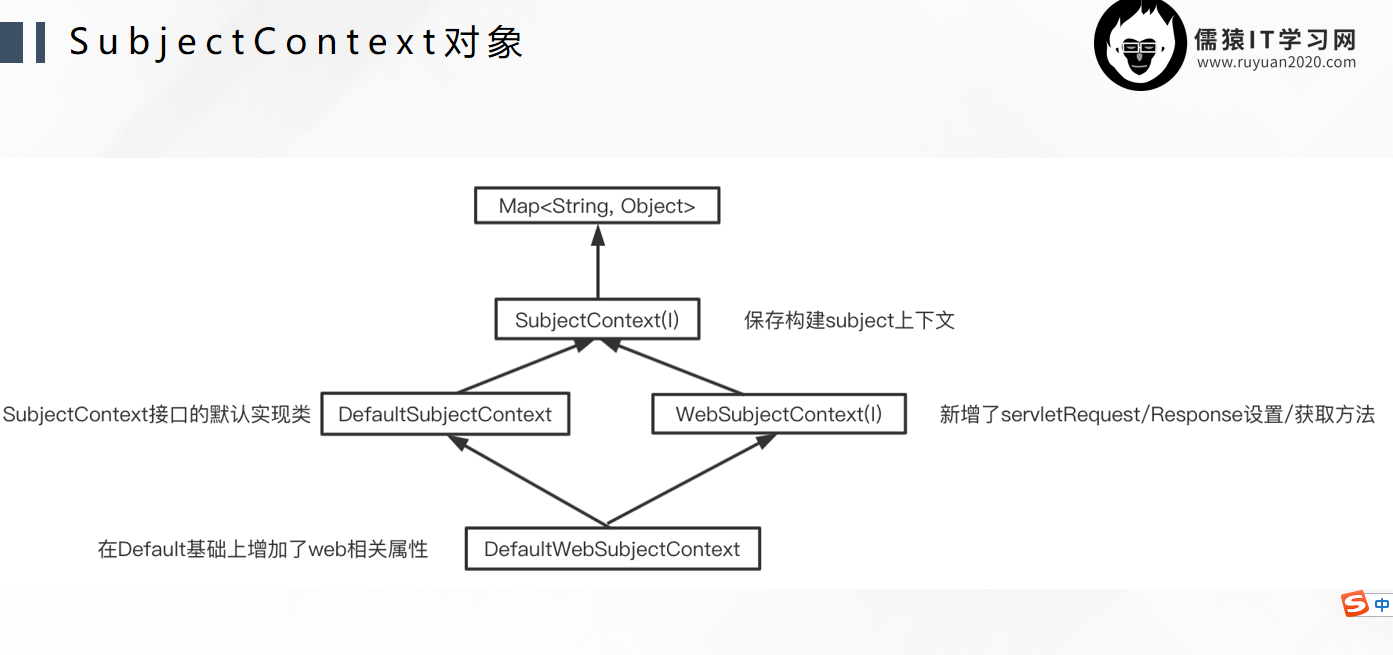 SubjectContext对象
儒猿IT学习网
www.ruyuan2020.com
Map<String, Object>
SubjectContext(I)
保存构建subject上下文
SubjectContext接口的默认实现类
DefaultSubjectContext
WebSubjectContext(I)
新增了servletRequest/Response设置/获取方法
在Default基础上增加了web相关属性
DefaultWebSubjectContext
S
中